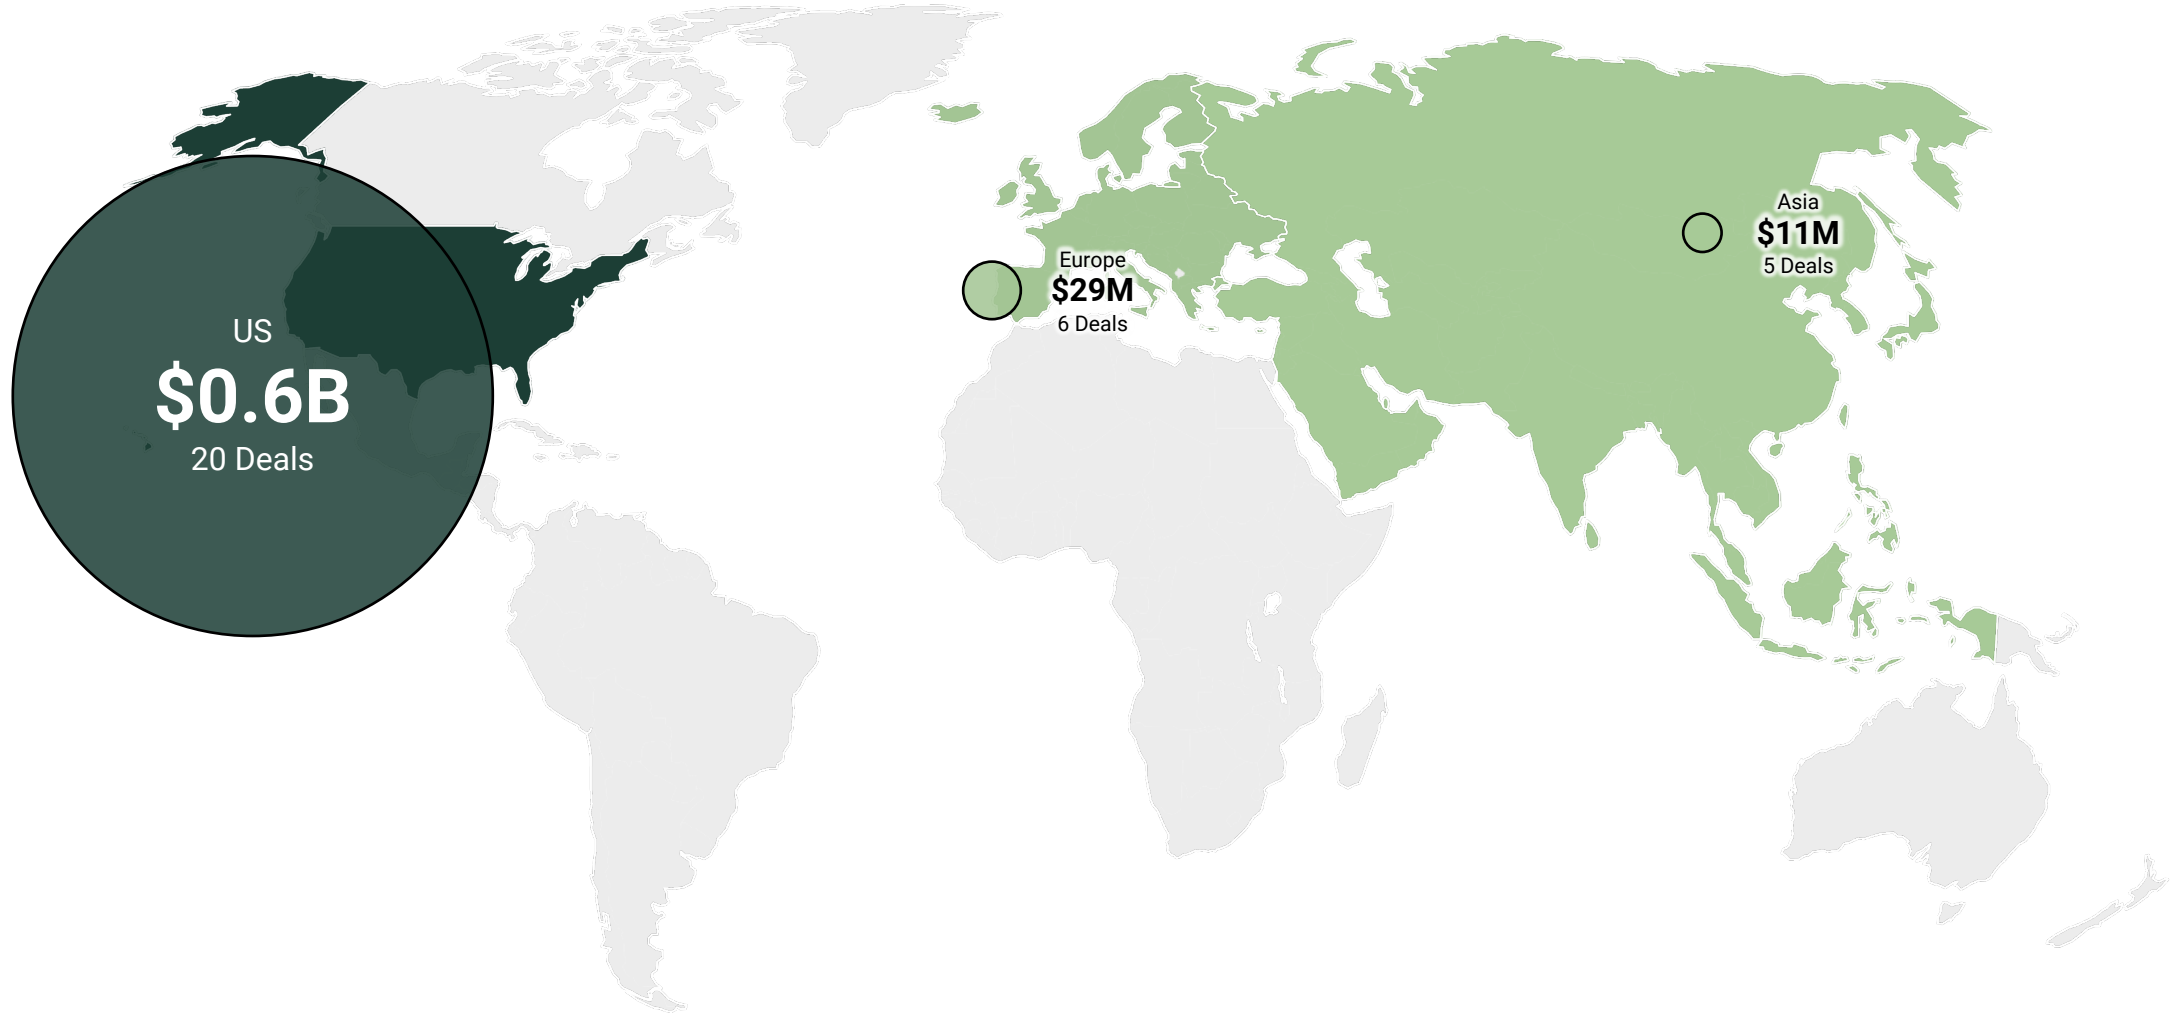 US
$0.6B
20 Deals
Europe
$29M
6 Deals
Asia
$11M
5 Deals